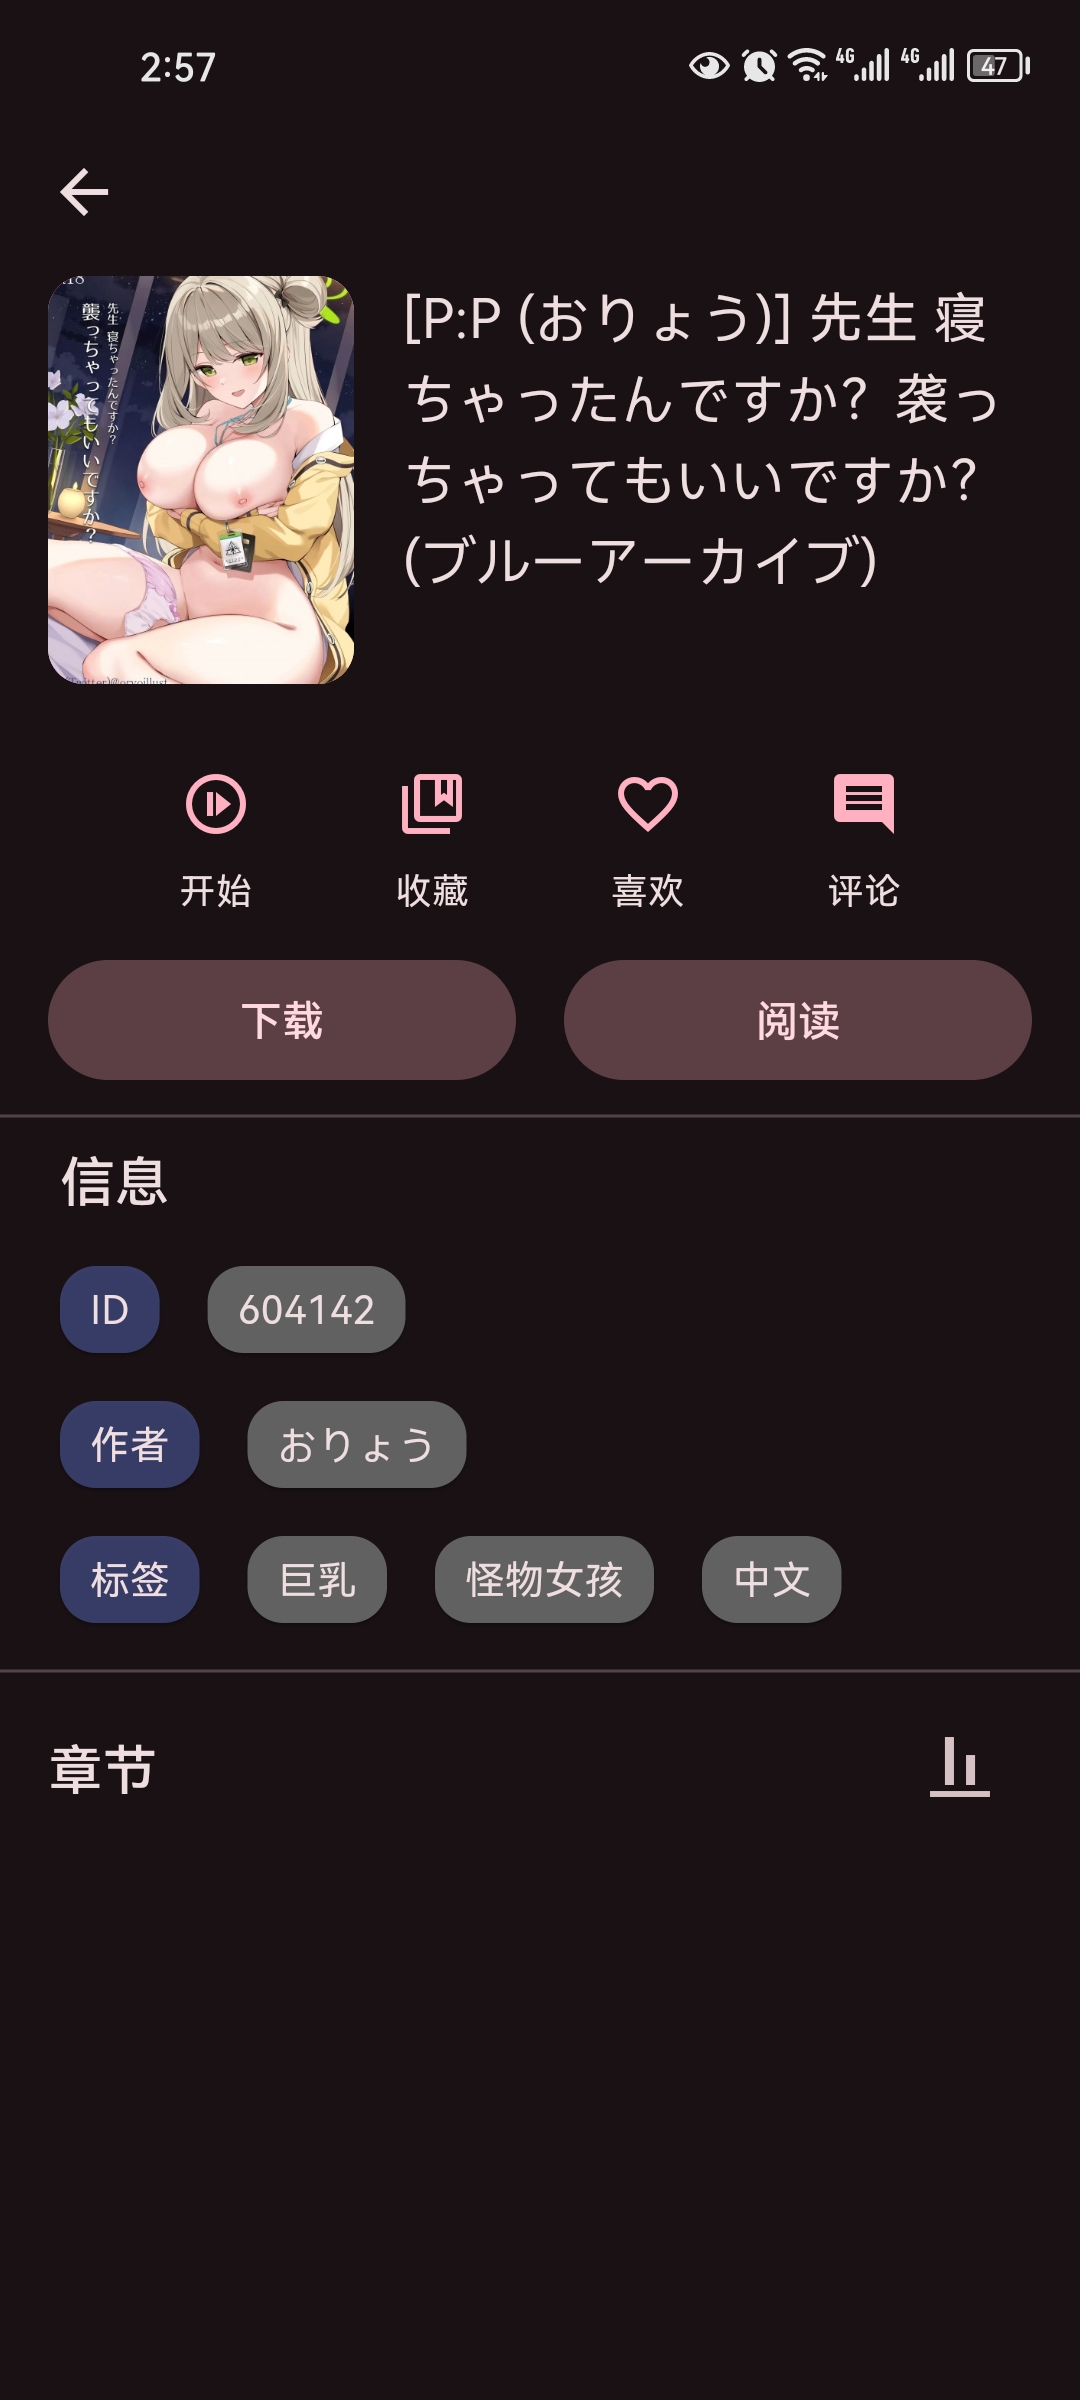 2:57
4G
4G
47
先生 寝ちゃったんですか?
襲っちゃってもいいですか?
[P:P (おりょう)] 先生 寝
ちゃったんですか？袭っ
ちゃってもいいですか？
(ブルーアーカイブ)
开始
收藏
喜欢
评论
下载
阅读
信息
ID
604142
作者
おりょう
标签
巨乳
怪物女孩
中文
章节